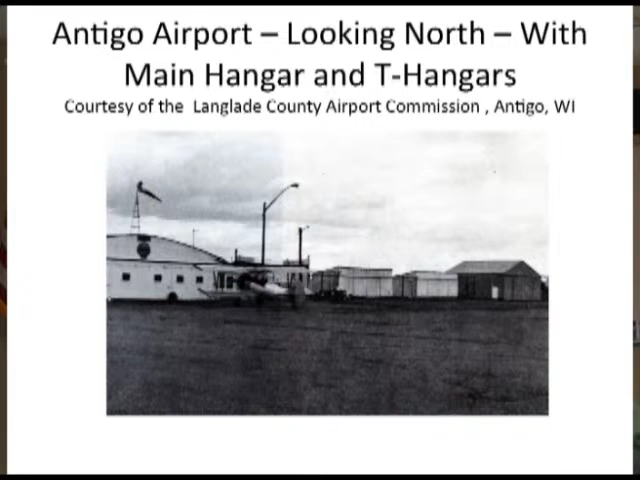 Antigo Airport – Looking North – With
Main Hangar and T-Hangars
Courtesy of the Langlade County Airport Commission , Antigo, WI